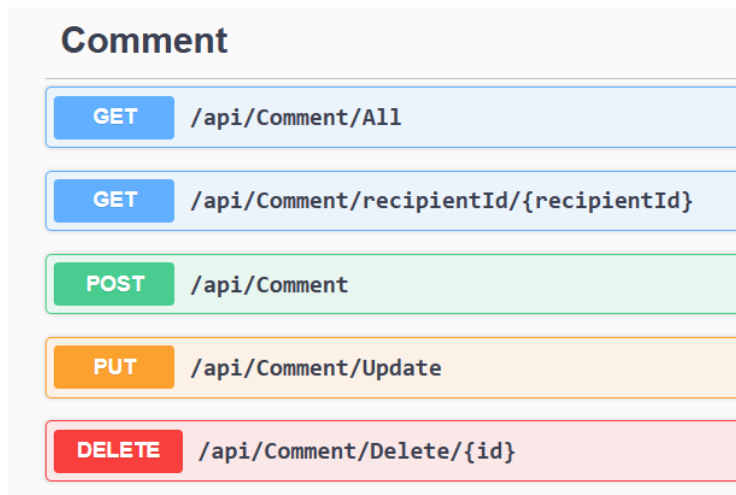 Comment
GET /api/Comment/All
GET /api/Comment/recipientId/{recipientId}
POST /api/Comment
PUT /api/Comment/Update
DELETE /api/Comment/Delete/{id}